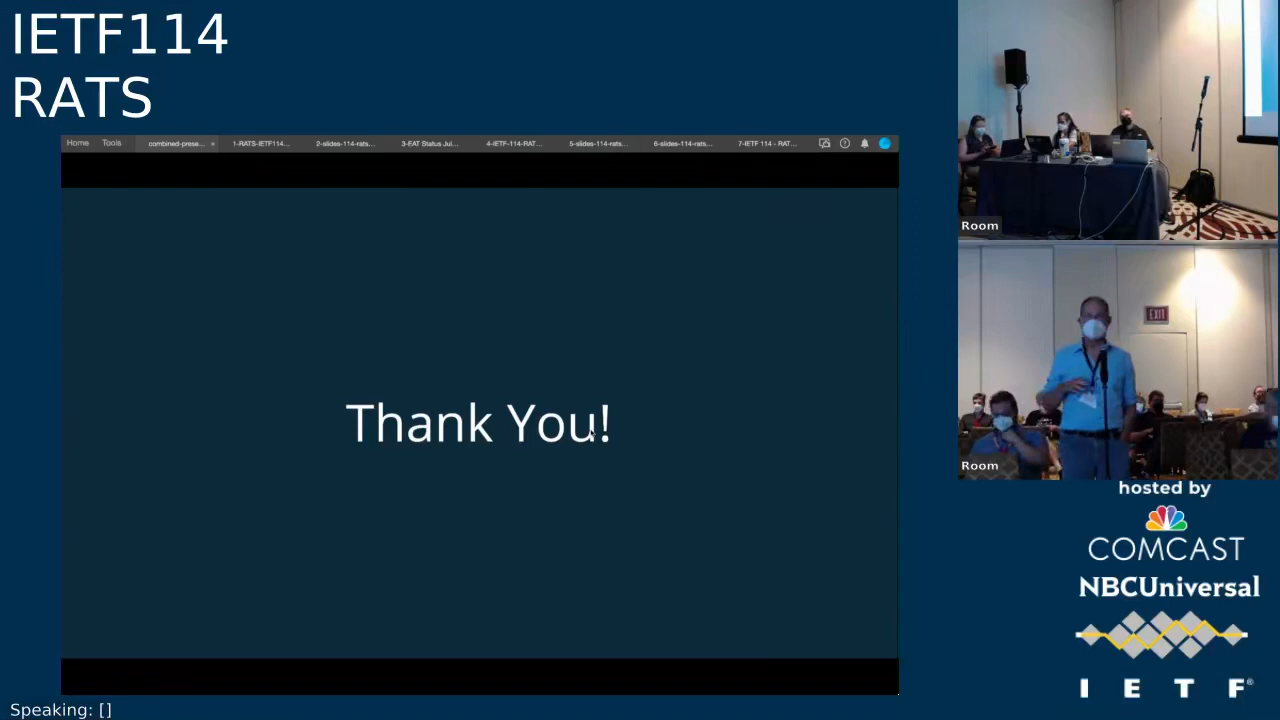 IETF114
RATS
Home Tools combined-prese... × 1-RATS-IETF114... 2-slides-114-rats... 3-EAT Status Jul... 4-IETF-114-RAT... 5-slides-114-rats... 6-slides-114-rats... 7-IETF 114 - RAT...
Thank You!
Room
EXIT
Room
hosted by
COMCAST
NBCUniversal
I E T F®
Speaking: []